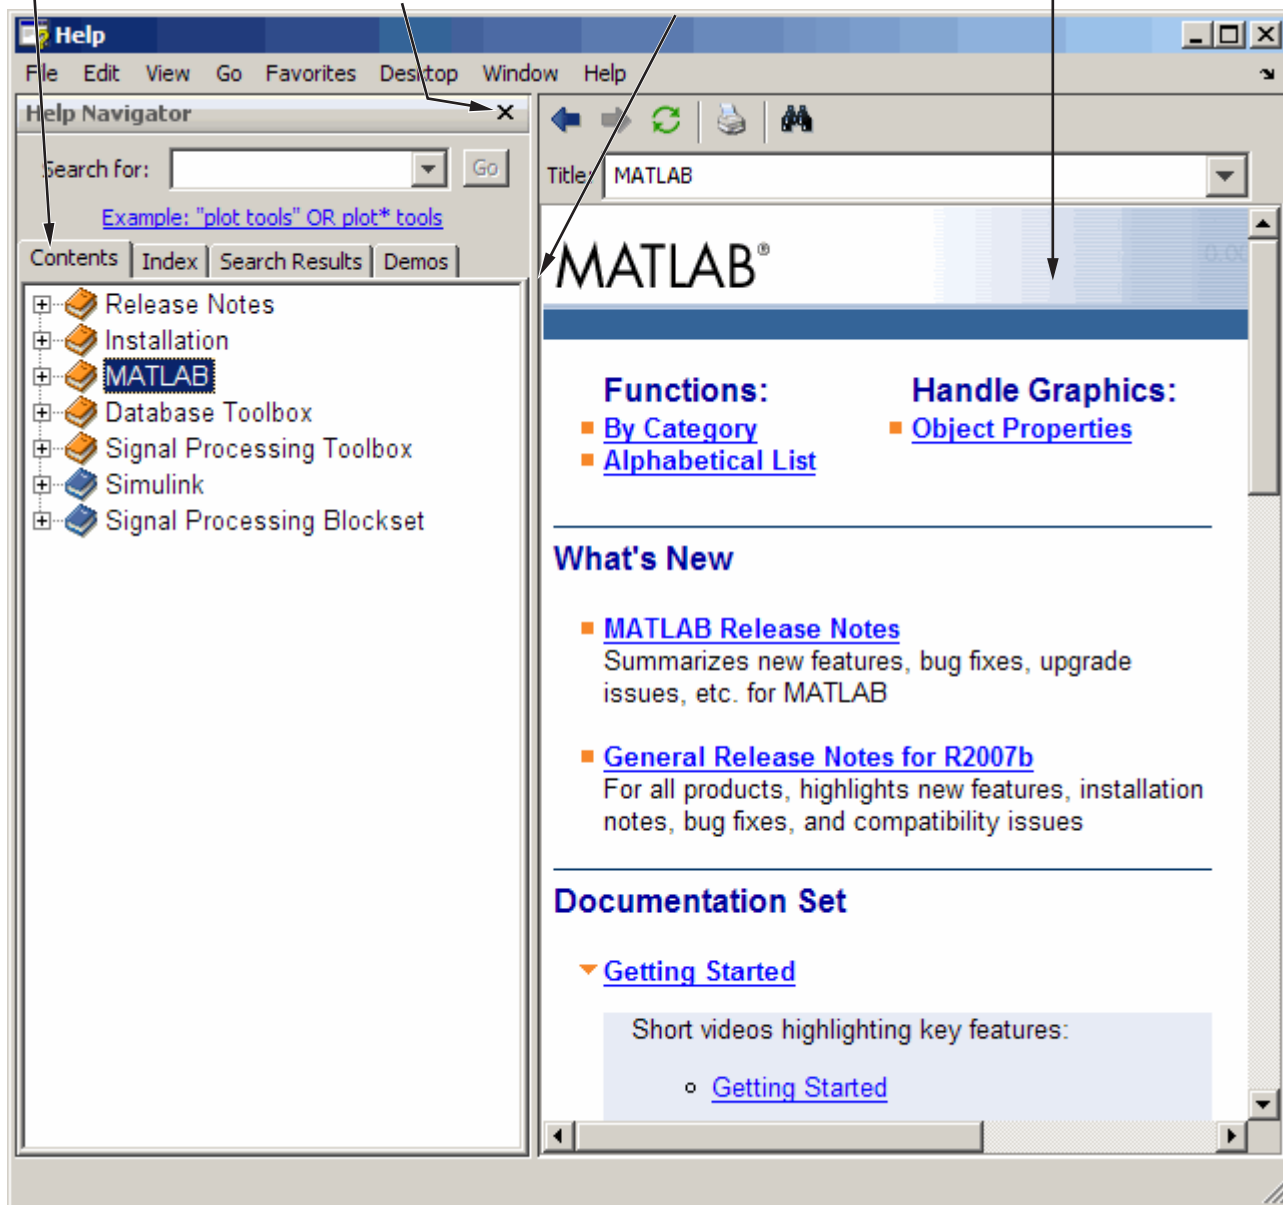 Help
File Edit View Go Favorites Desktop Window Help
Help Navigator
Search for: Go
Example: "plot tools" OR plot* tools
Contents Index Search Results Demos
Release Notes
Installation
MATLAB
Database Toolbox
Signal Processing Toolbox
Simulink
Signal Processing Blockset
Title: MATLAB
MATLAB®
0.00
Functions:
By Category
Alphabetical List
Handle Graphics:
Object Properties
What's New
MATLAB Release Notes
Summarizes new features, bug fixes, upgrade
issues, etc. for MATLAB
General Release Notes for R2007b
For all products, highlights new features, installation
notes, bug fixes, and compatibility issues
Documentation Set
Getting Started
Short videos highlighting key features:
Getting Started